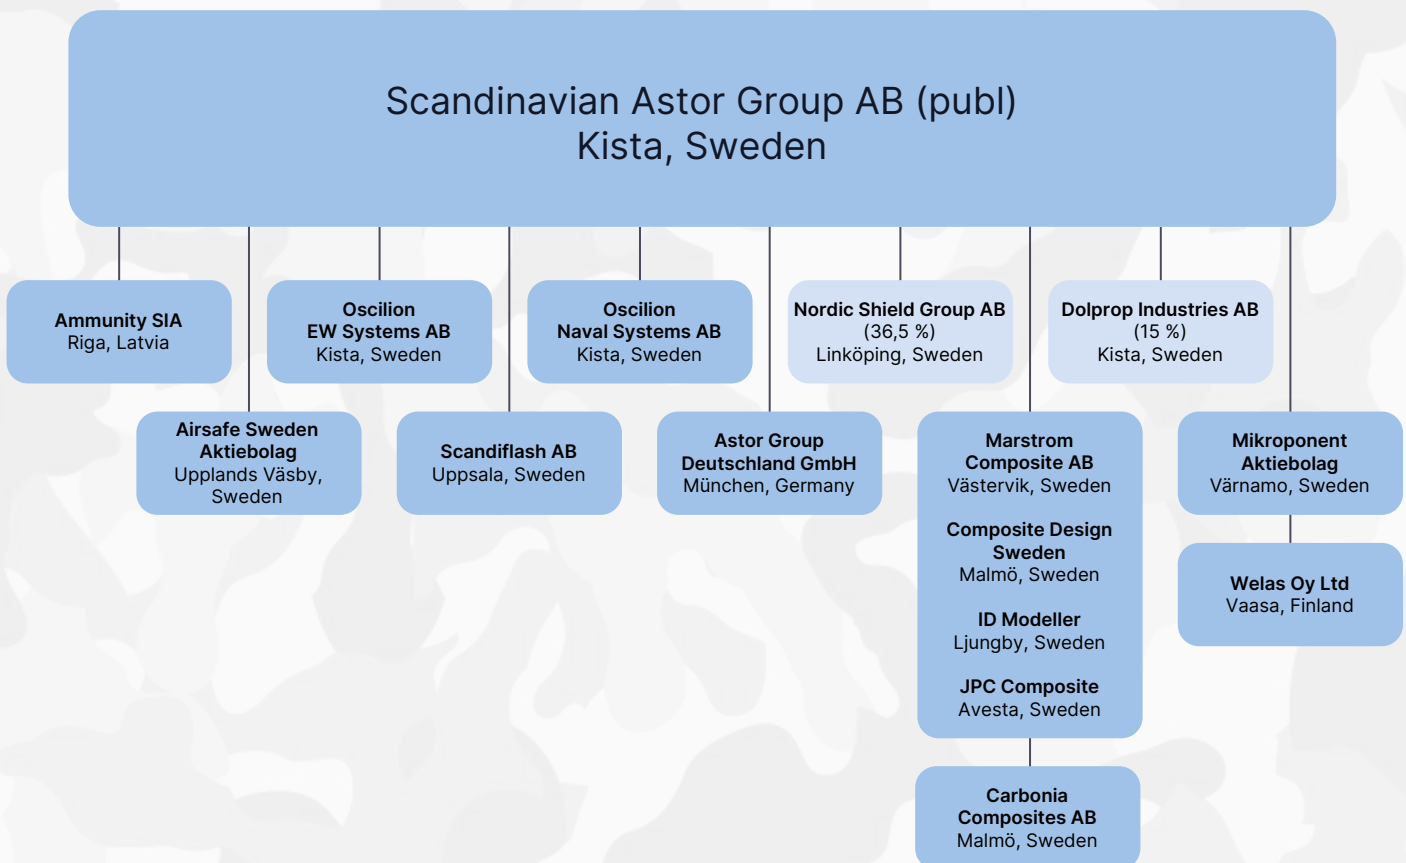 Scandinavian Astor Group AB (publ)
Kista, Sweden
Ammunity SIA
Riga, Latvia
Oscilion
EW Systems AB
Kista, Sweden
Oscilion
Naval Systems AB
Kista, Sweden
Nordic Shield Group AB
(36,5 %)
Linköping, Sweden
Dolprop Industries AB
(15 %)
Kista, Sweden
Airsafe Sweden
Aktiebolag
Upplands Väsby,
Sweden
Scandiflash AB
Uppsala, Sweden
Astor Group
Deutschland GmbH
München, Germany
Marstrom
Composite AB
Västervik, Sweden
Composite Design
Sweden
Malmö, Sweden
ID Modeller
Ljungby, Sweden
JPC Composite
Avesta, Sweden
Mikroponent
Aktiebolag
Värnamo, Sweden
Welas Oy Ltd
Vaasa, Finland
Carbonia
Composites AB
Malmö, Sweden